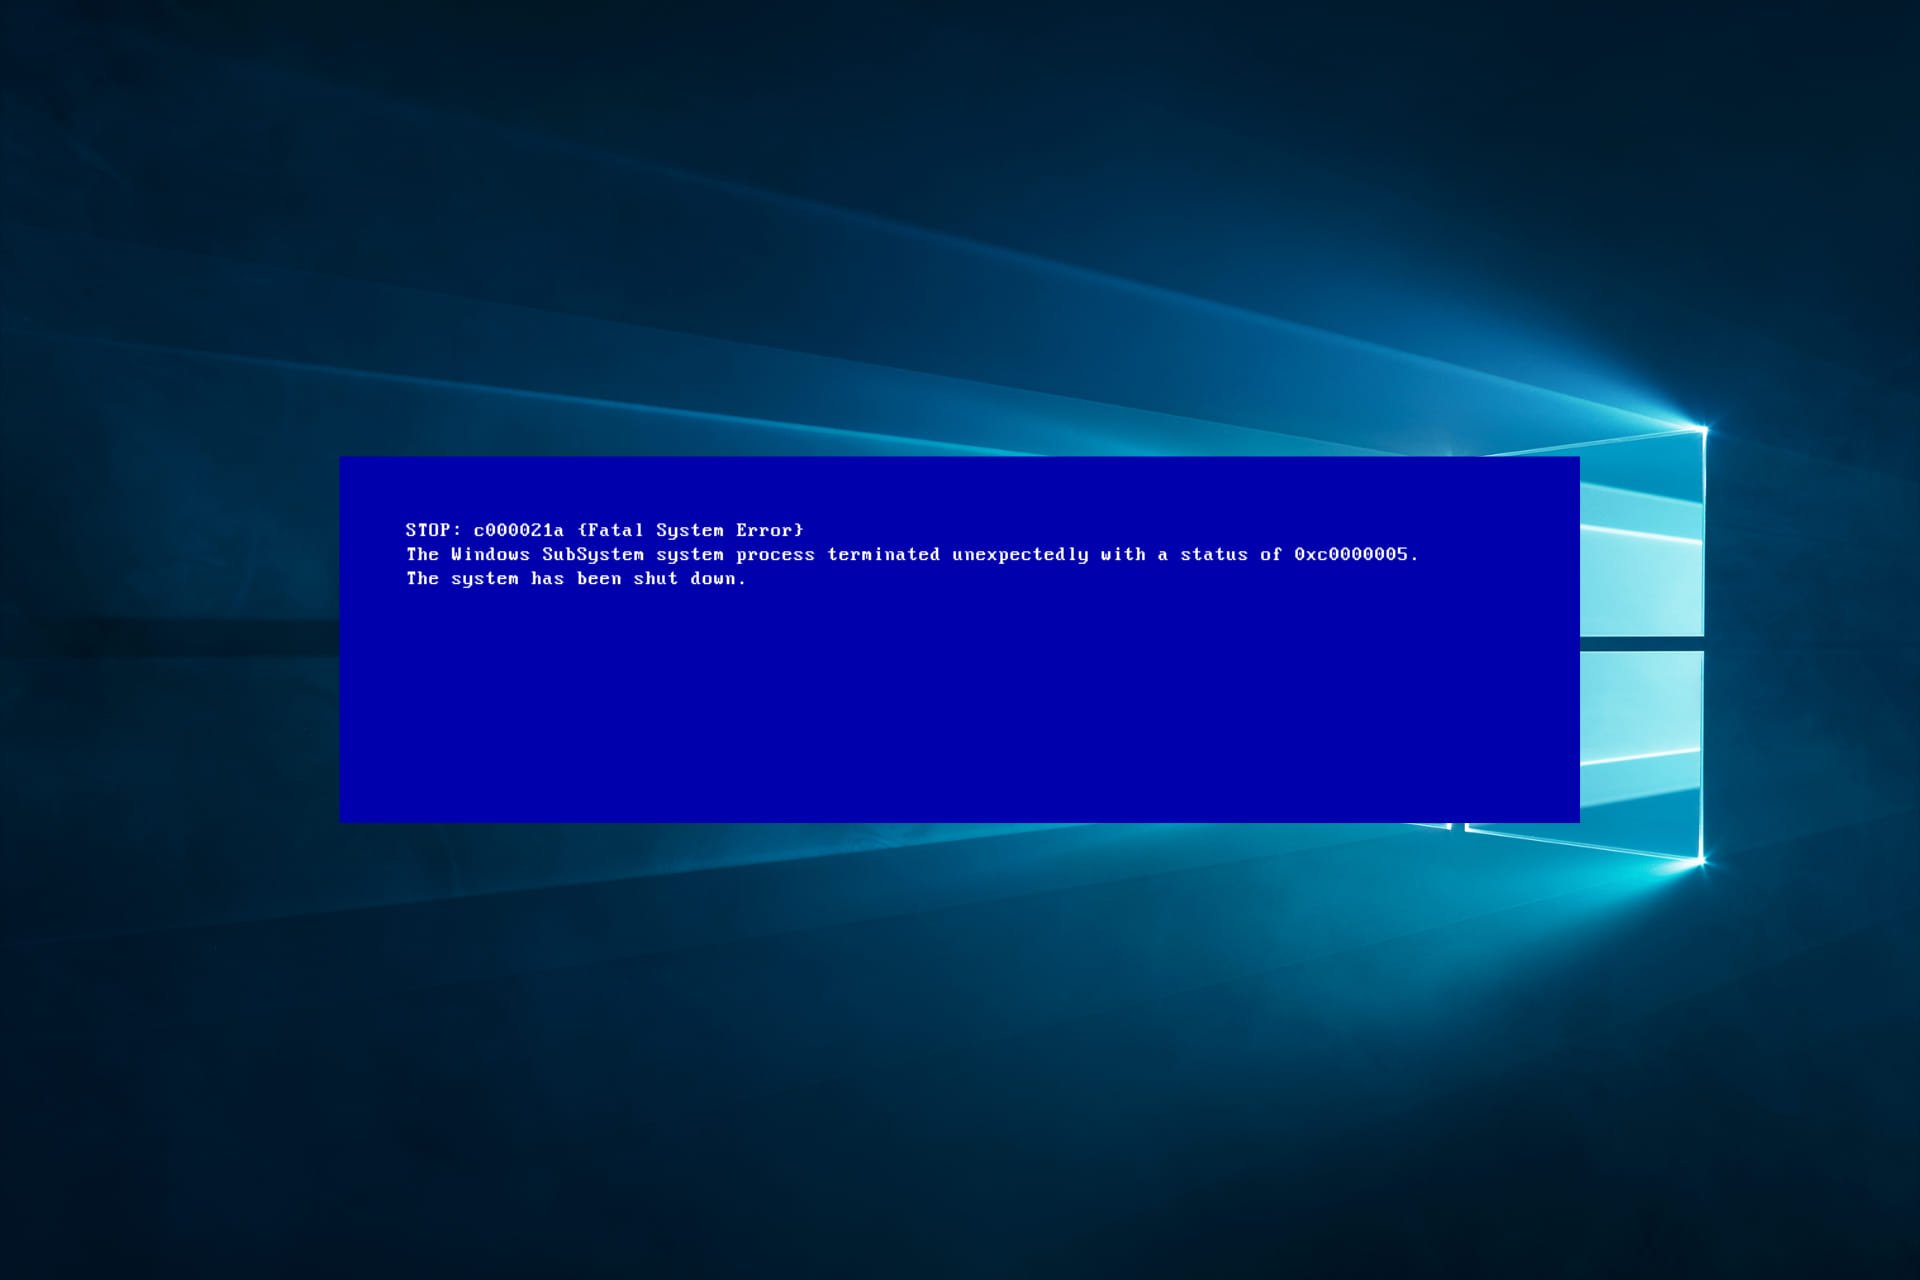 STOP: c000021a {Fatal System Error}
The Windows SubSystem system process terminated unexpectedly with a status of 0xc0000005.
The system has been shut down.